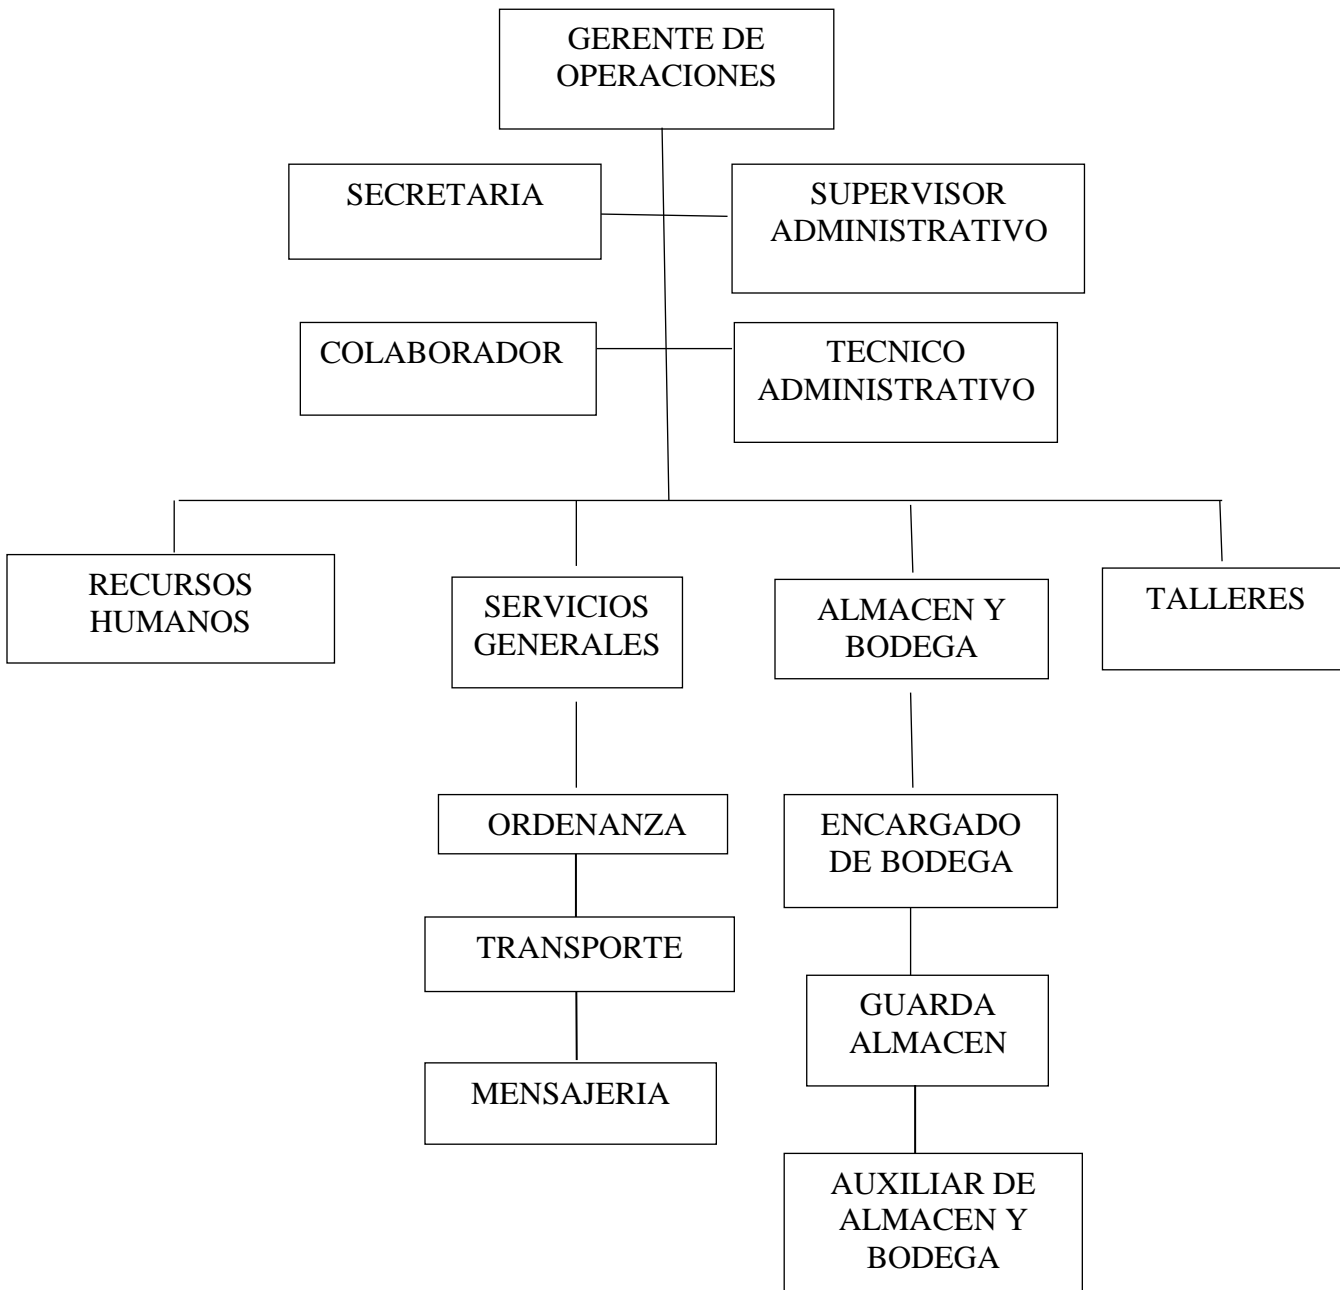 GERENTE DE
OPERACIONES
SECRETARIA
SUPERVISOR
ADMINISTRATIVO
COLABORADOR
TECNICO
ADMINISTRATIVO
RECURSOS
HUMANOS
SERVICIOS
GENERALES
ALMACEN Y
BODEGA
TALLERES
ORDENANZA
ENCARGADO
DE BODEGA
TRANSPORTE
GUARDA
ALMACEN
MENSAJERIA
AUXILIAR DE
ALMACEN Y
BODEGA